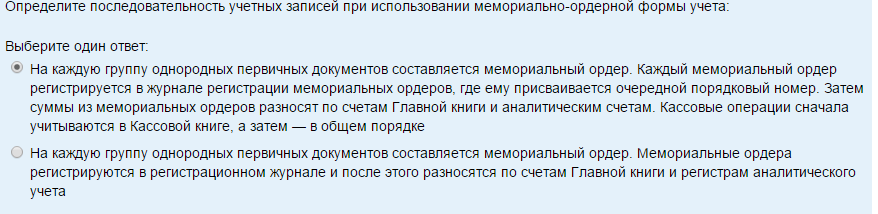 Определите последовательность учетных записей при использовании мемориально-ордерной формы учета:
Выберите один ответ:
На каждую группу однородных первичных документов составляется мемориальный ордер. Каждый мемориальный ордер
регистрируется в журнале регистрации мемориальных ордеров, где ему присваивается очередной порядковый номер. Затем
суммы из мемориальных ордеров разносят по счетам Главной книги и аналитическим счетам. Кассовые операции сначала
учитываются в Кассовой книге, а затем — в общем порядке
На каждую группу однородных первичных документов составляется мемориальный ордер. Мемориальные ордера
регистрируются в регистрационном журнале и после этого разносятся по счетам Главной книги и регистрам аналитического
учета